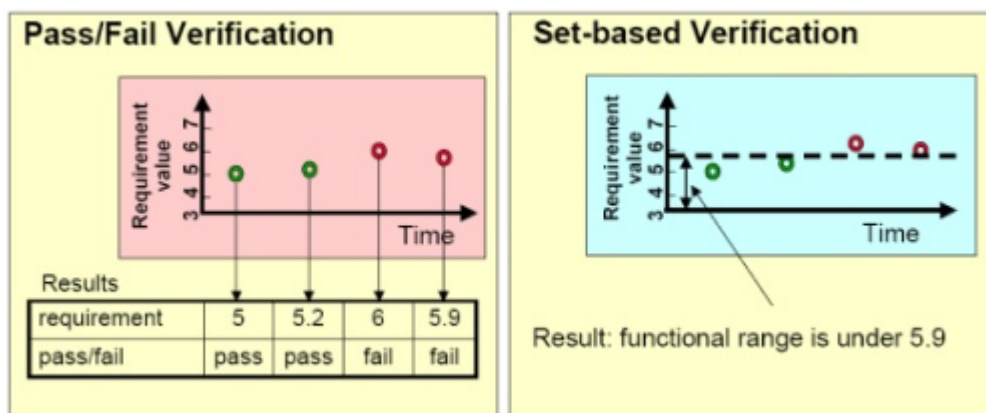 Pass/Fail Verification
Requirement
value
3 4 5 6 7
Time
Results
requirement 5 5.2 6 5.9
pass/fail pass pass fail fail
Set-based Verification
Requirement
value
3 4 5 6 7
Time
Result: functional range is under 5.9